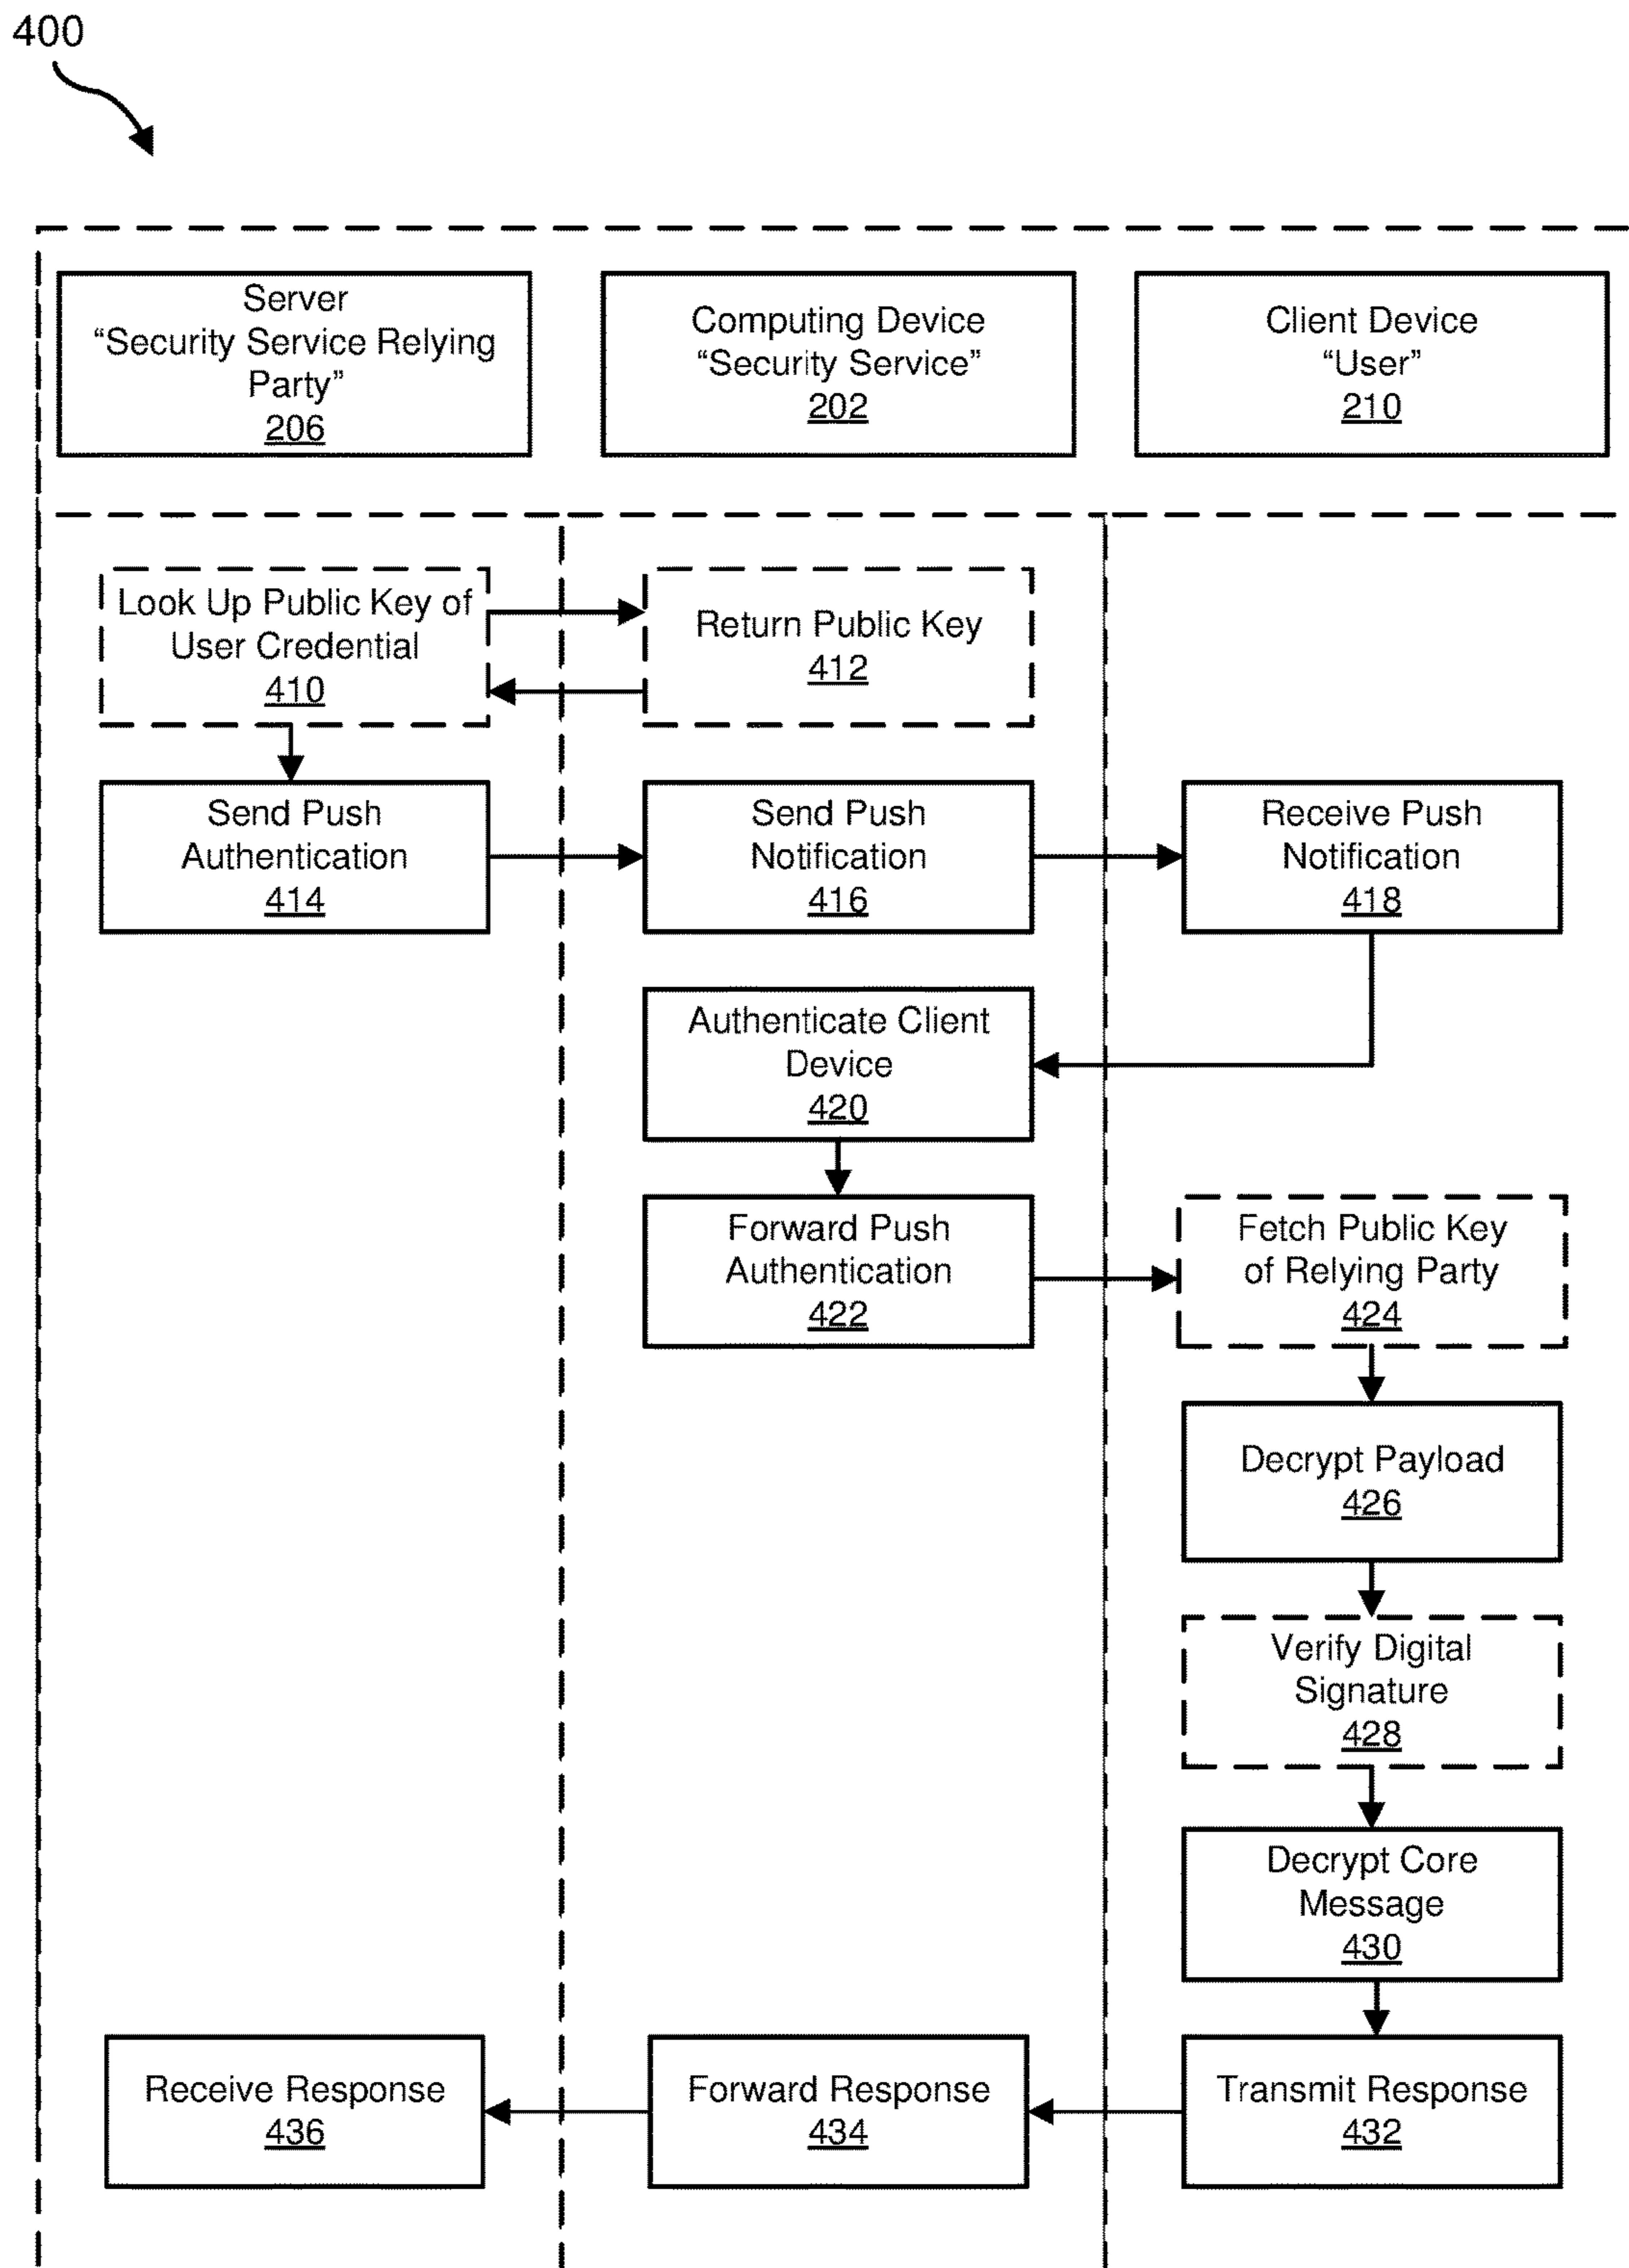 400
Server
“Security Service Relying
Party”
206
Computing Device
“Security Service”
202
Client Device
“User”
210
Look Up Public Key of
User Credential
410
Return Public Key
412
Send Push
Authentication
414
Send Push
Notification
416
Receive Push
Notification
418
Authenticate Client
Device
420
Forward Push
Authentication
422
Fetch Public Key
of Relying Party
424
Decrypt Payload
426
Verify Digital
Signature
428
Decrypt Core
Message
430
Receive Response
436
Forward Response
434
Transmit Response
432